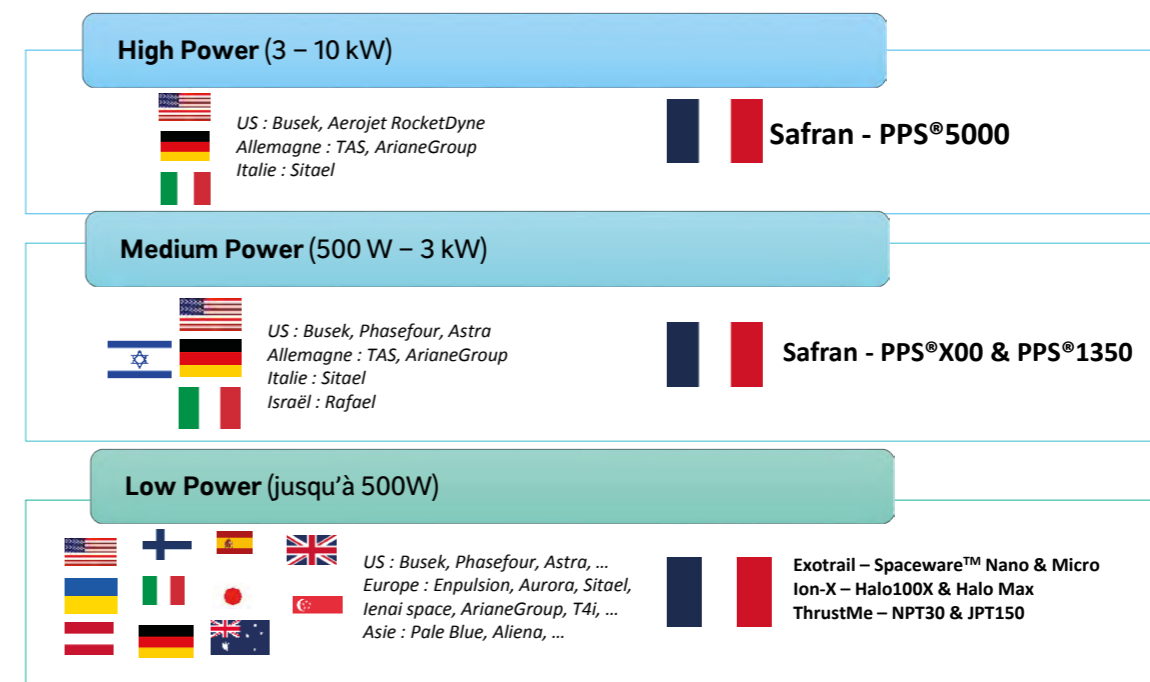 High Power (3 – 10 kW)
US : Busek, Aerojet RocketDyne
Allemagne : TAS, ArianeGroup
Italie : Sitael
Safran - PPS®5000
Medium Power (500 W – 3 kW)
US : Busek, Phasefour, Astra
Allemagne : TAS, ArianeGroup
Italie : Sitael
Israël : Rafael
Safran - PPS®X00 & PPS®1350
Low Power (jusqu'à 500W)
US : Busek, Phasefour, Astra, …
Europe : Enpulsion, Aurora, Sitael,
Ienai space, ArianeGroup, T4i, …
Asie : Pale Blue, Aliena, …
Exotrail – Spaceware™ Nano & Micro
Ion-X – Halo100X & Halo Max
ThrustMe – NPT30 & JPT150